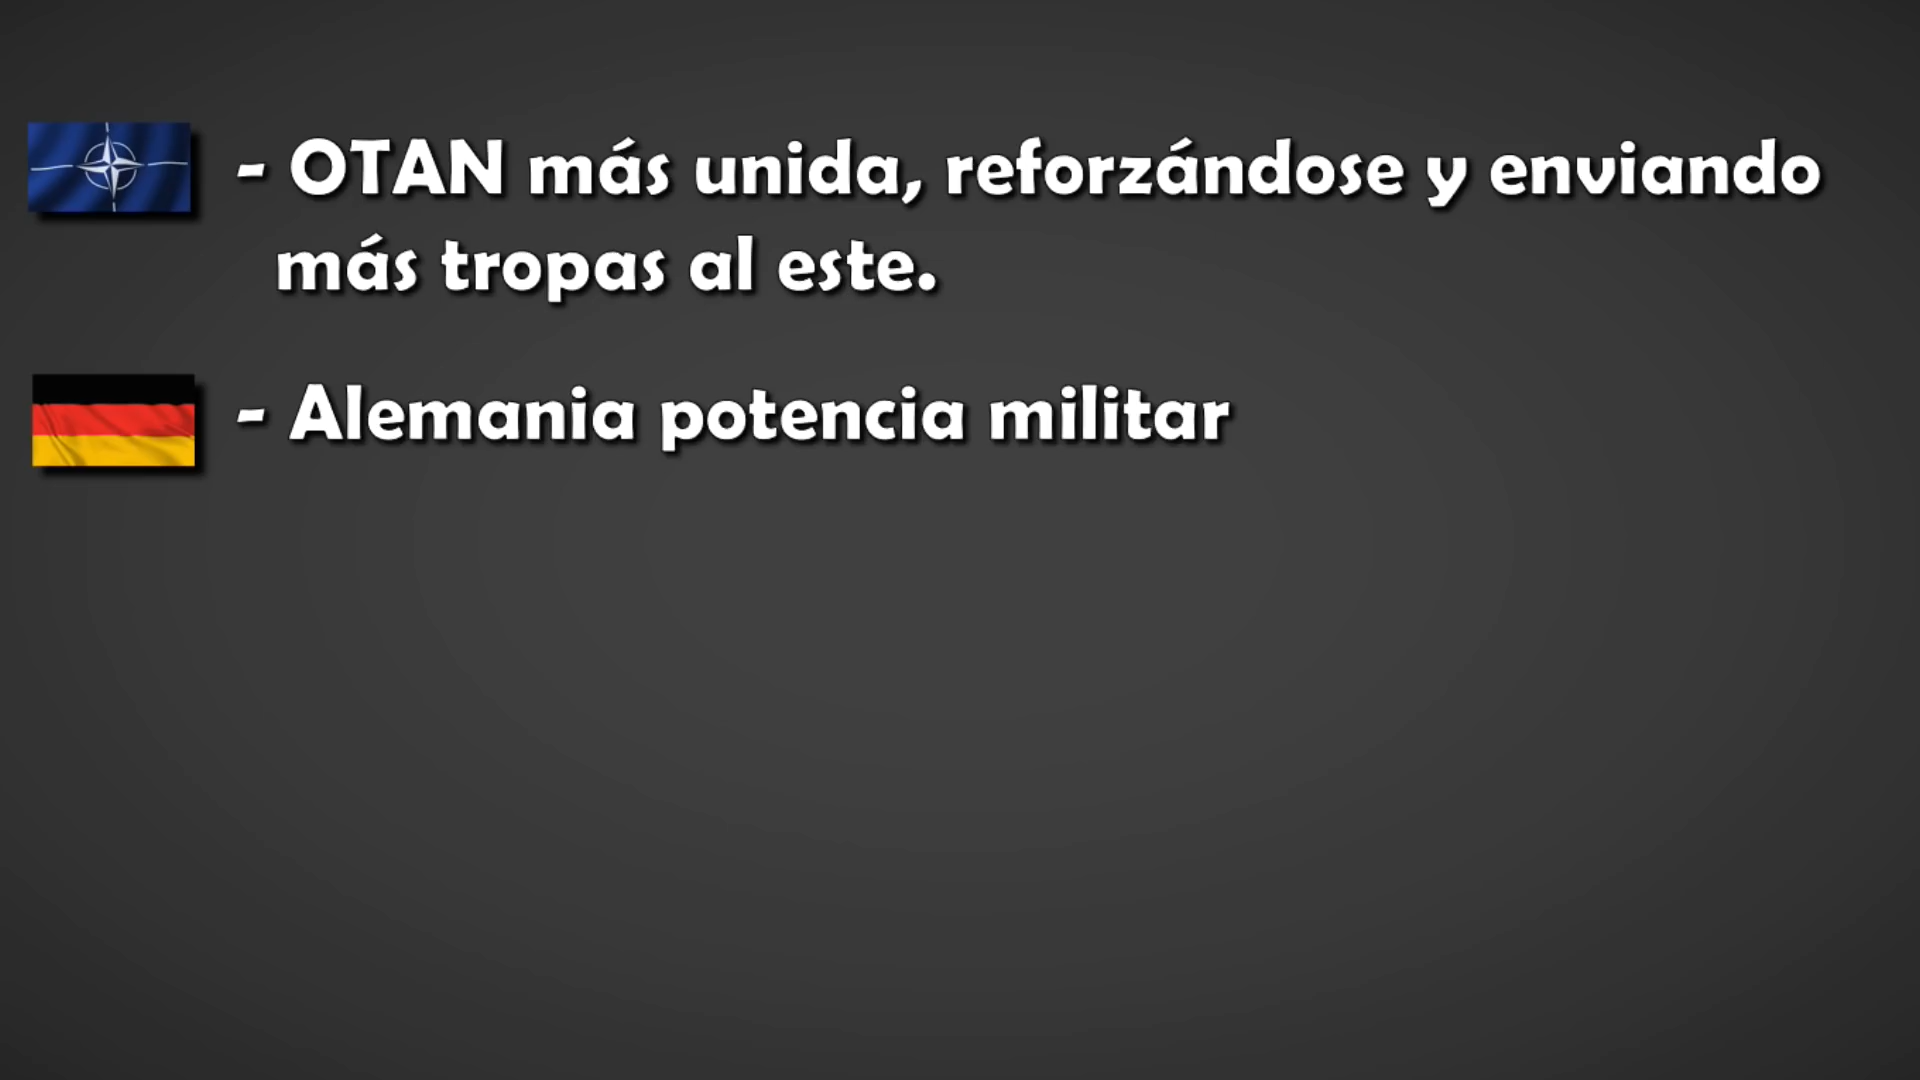 - OTAN más unida, reforzándose y enviando
más tropas al este.
- Alemania potencia militar